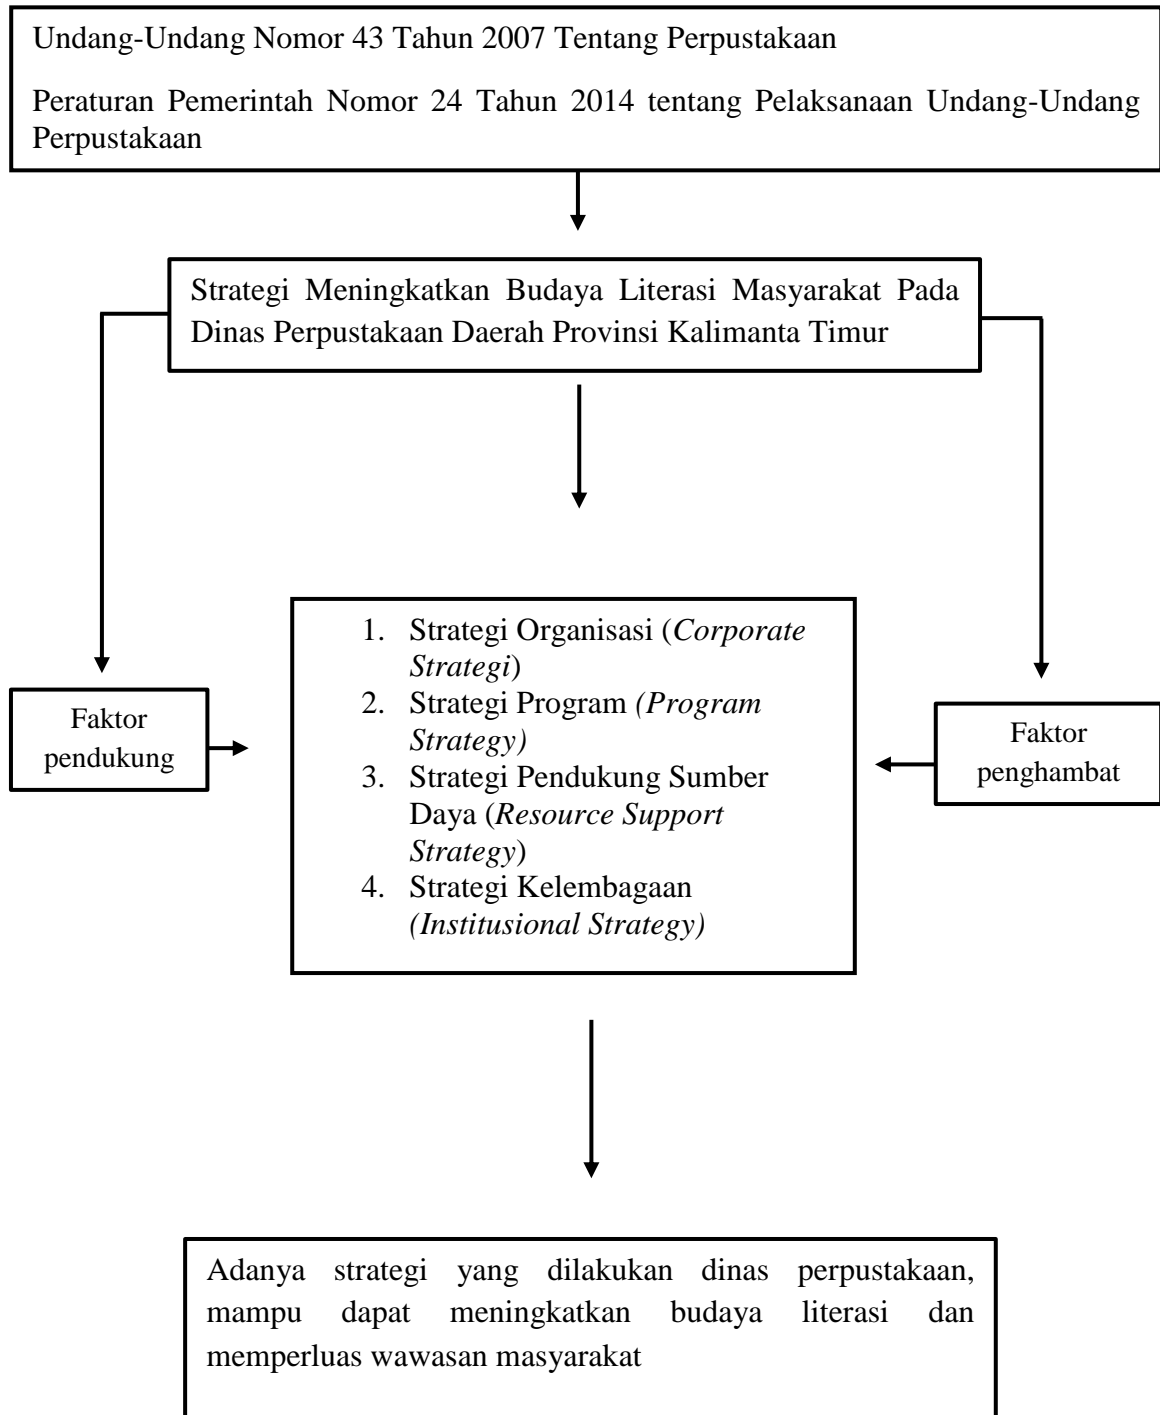 Undang-Undang Nomor 43 Tahun 2007 Tentang Perpustakaan
Peraturan Pemerintah Nomor 24 Tahun 2014 tentang Pelaksanaan Undang-Undang
Perpustakaan
Strategi Meningkatkan Budaya Literasi Masyarakat Pada
Dinas Perpustakaan Daerah Provinsi Kalimanta Timur
1. Strategi Organisasi (Corporate
Strategi)
2. Strategi Program (Program
Strategy)
3. Strategi Pendukung Sumber
Daya (Resource Support
Strategy)
4. Strategi Kelembagaan
(Institusional Strategy)
Faktor
pendukung
Faktor
penghambat
Adanya strategi yang dilakukan dinas perpustakaan,
mampu dapat meningkatkan budaya literasi dan
memperluas wawasan masyarakat